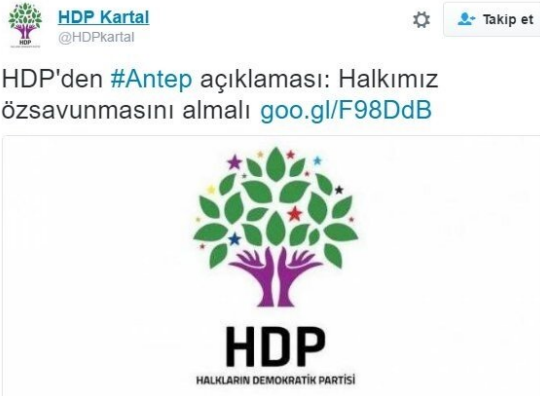 HDP
HDP Kartal
@HDPkartal
Takip et
HDP'den #Antep açıklaması: Halkımız
özsavunmasını almalı goo.gl/F98DdB
HDP
HALKLARIN DEMOKRATİK PARTİSİ